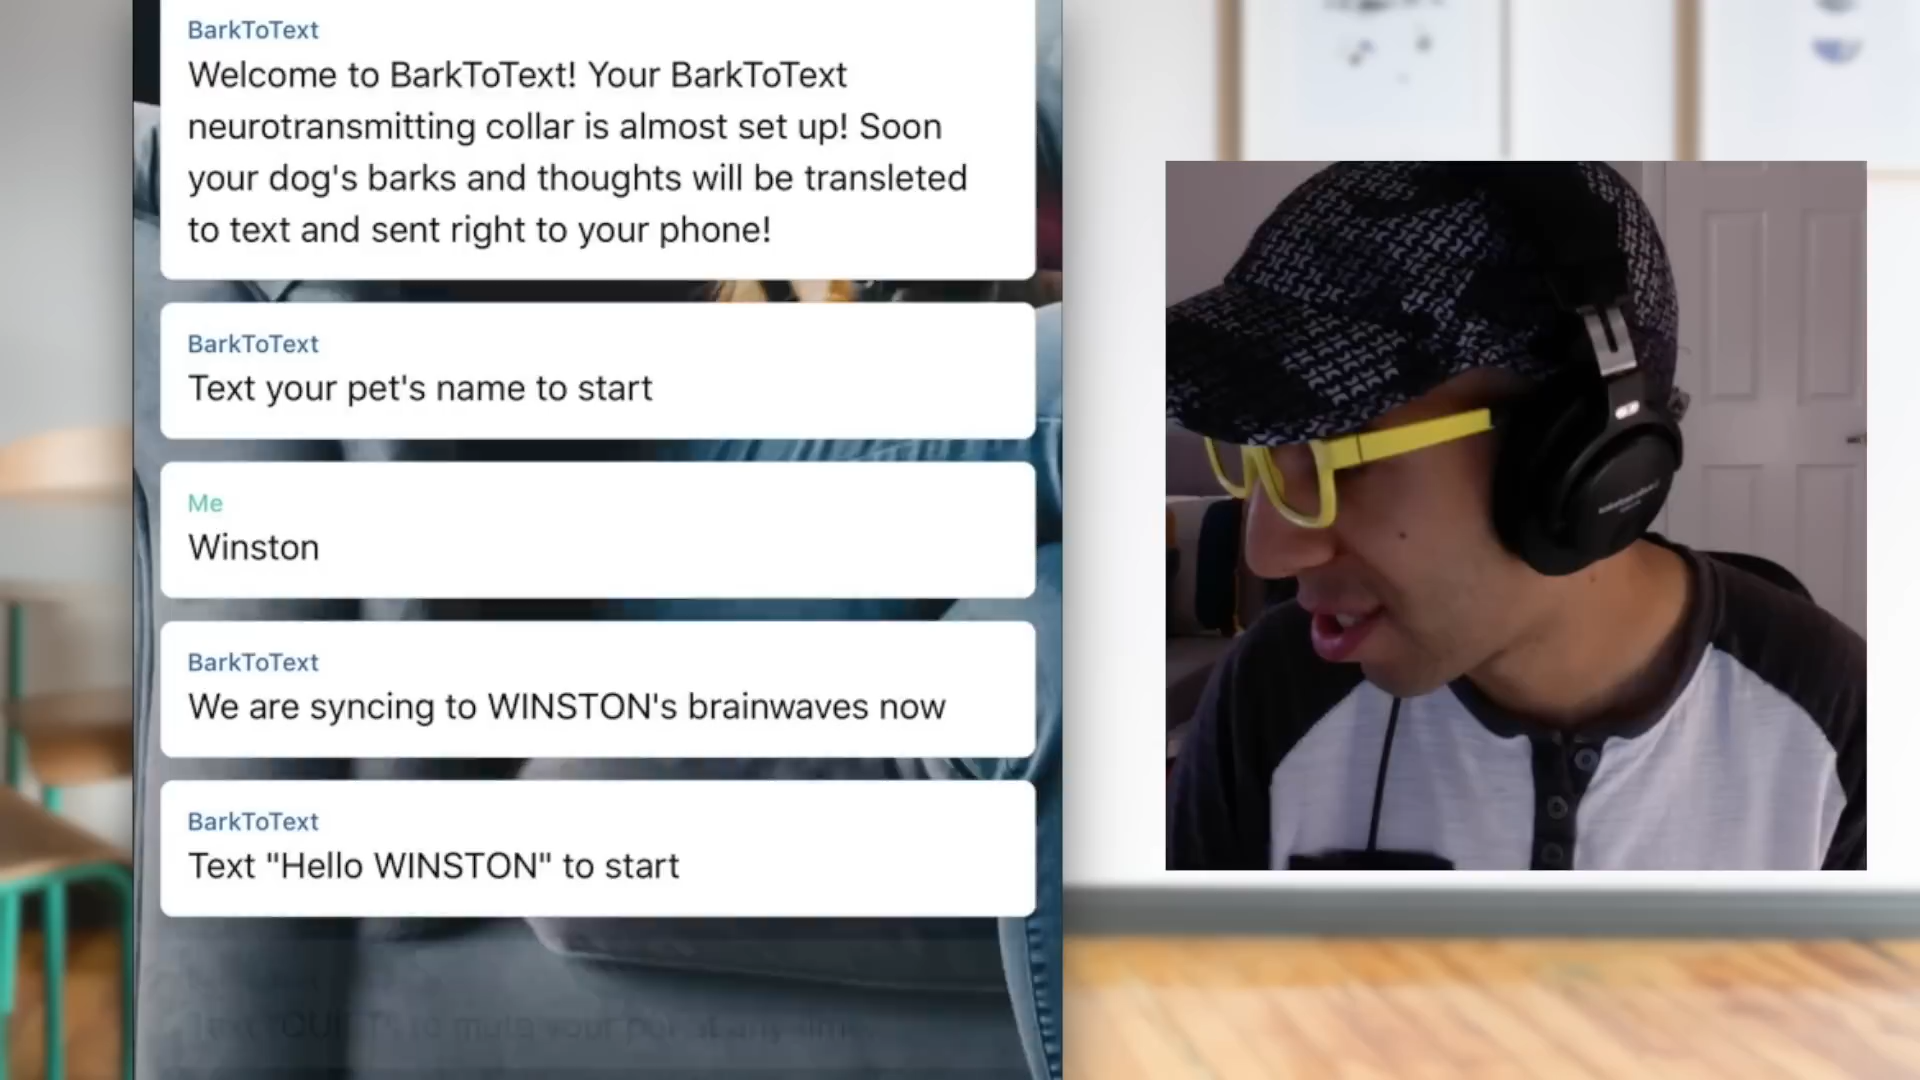 BarkToText
Welcome to BarkToText! Your BarkToText
neurotransmitting collar is almost set up! Soon
your dog's barks and thoughts will be transleted
to text and sent right to your phone!
BarkToText
Text your pet's name to start
Me
Winston
BarkToText
We are syncing to WINSTON's brainwaves now
BarkToText
Text "Hello WINSTON" to start